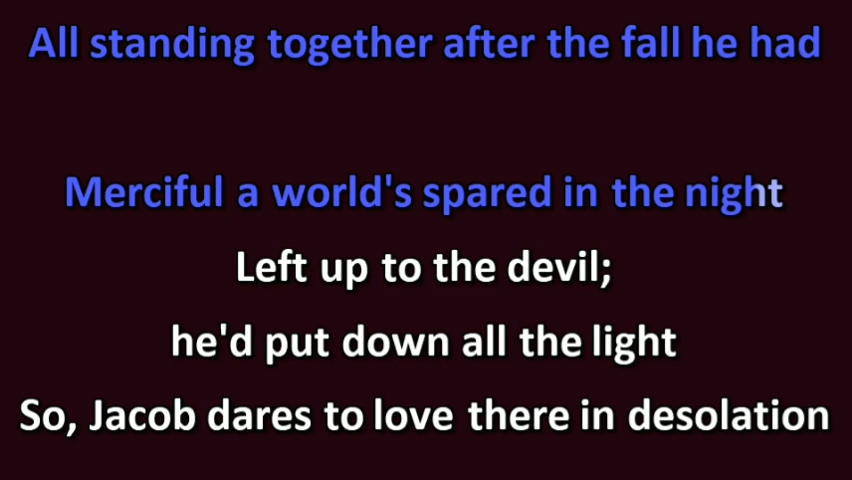 All standing together after the fall he had
Merciful a world's spared in the night
Left up to the devil;
he'd put down all the light
So, Jacob dares to love there in desolation